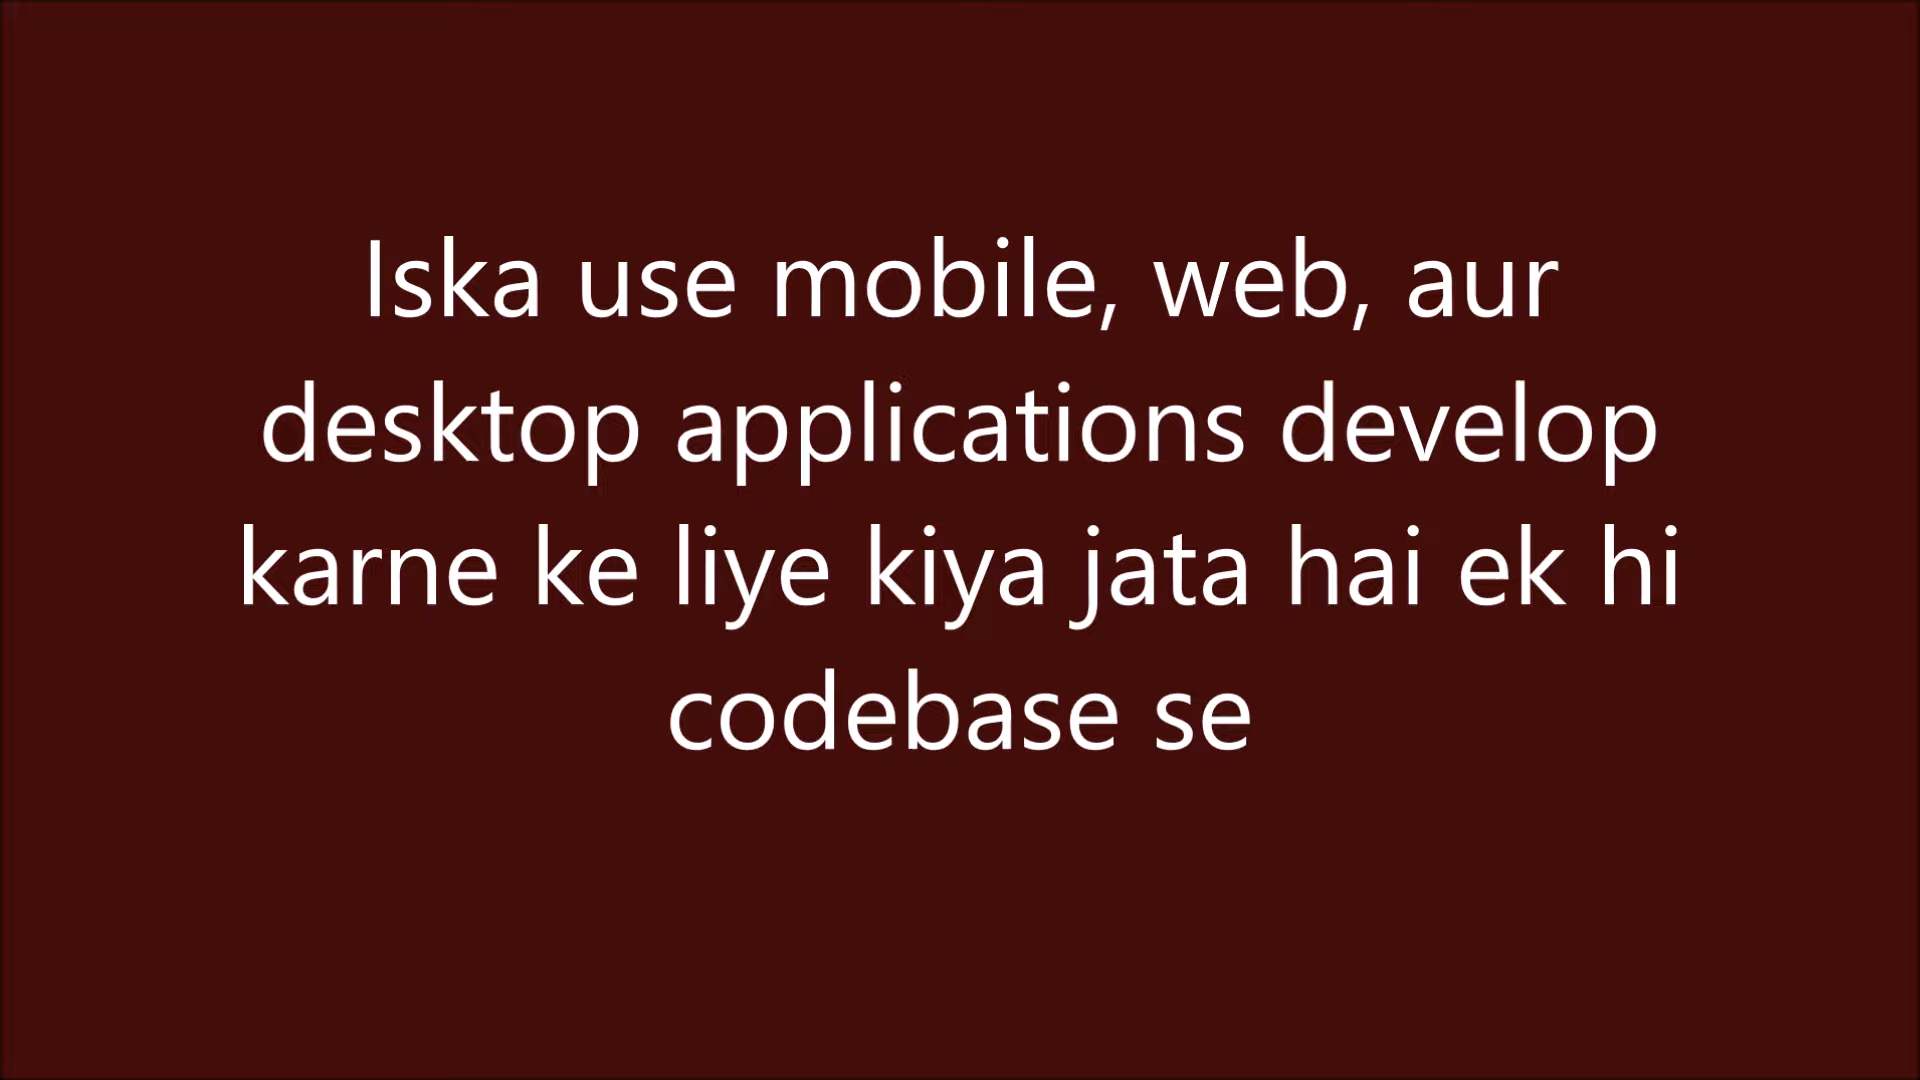 Iska use mobile, web, aur
desktop applications develop
karne ke liye kiya jata hai ek hi
codebase se